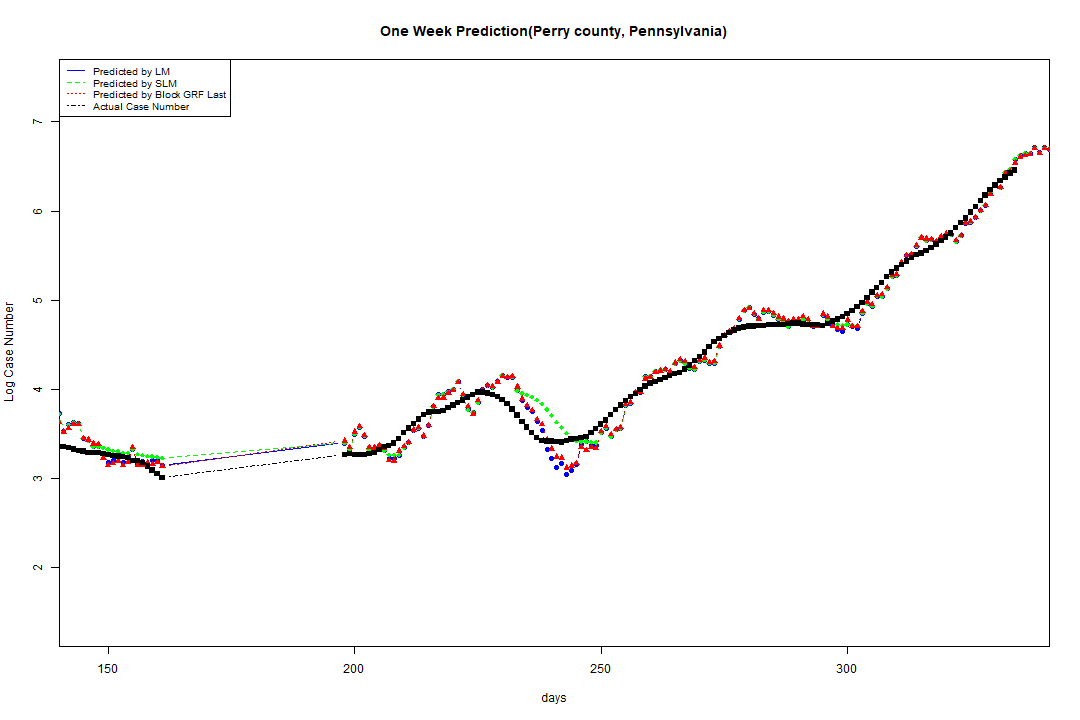 One Week Prediction(Perry county, Pennsylvania)
Predicted by LM
Predicted by SLM
Predicted by Block GRF Last
Actual Case Number
Log Case Number
7
6
5
4
3
2
150
200
250
300
days